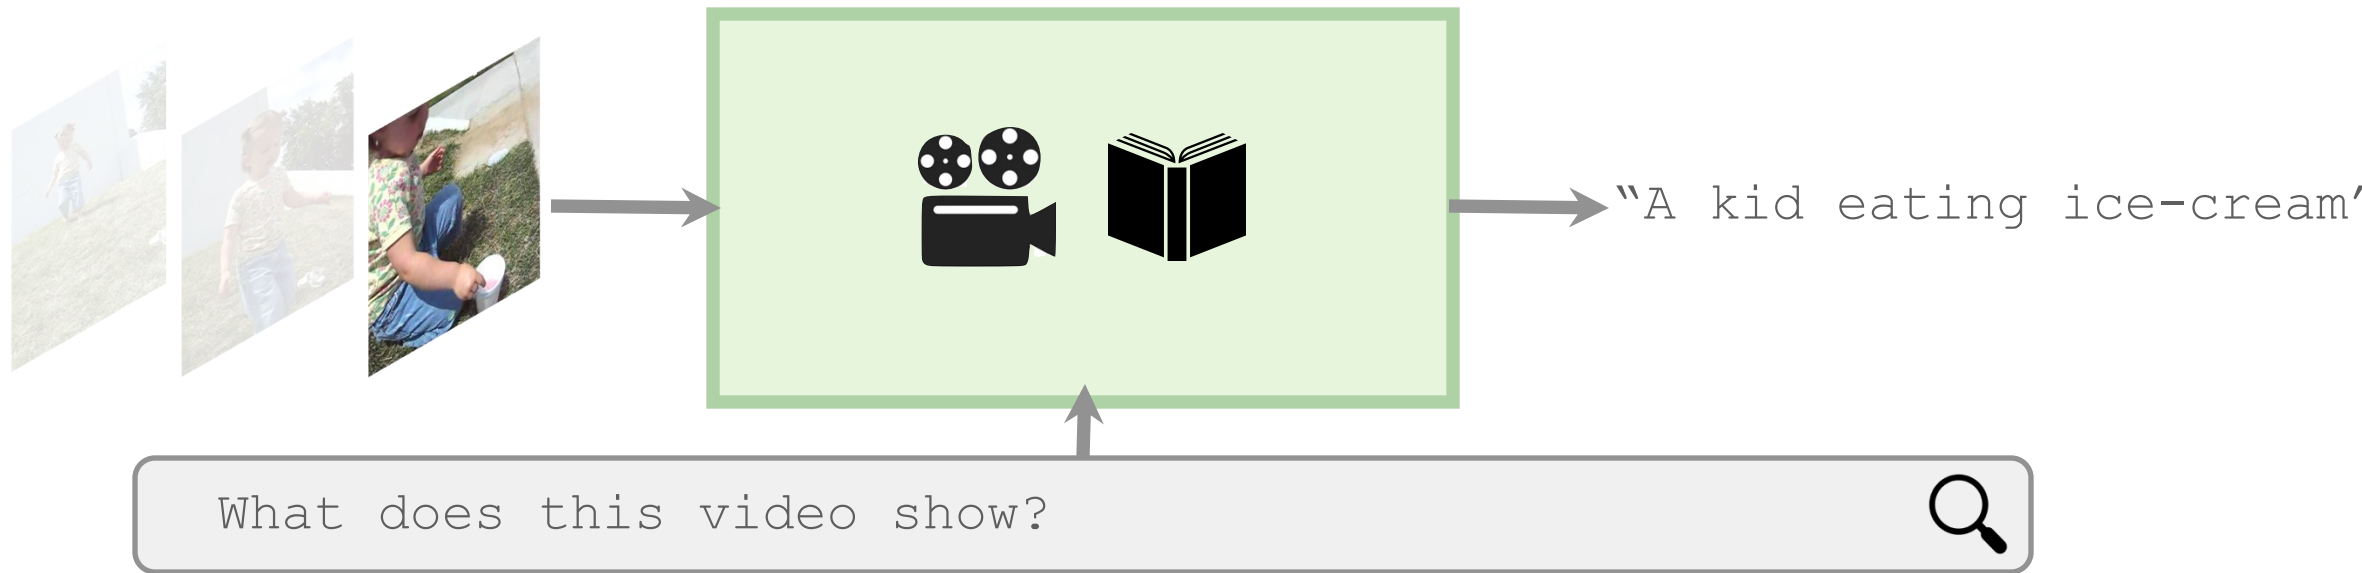 “A kid eating ice-cream’
What does this video show?